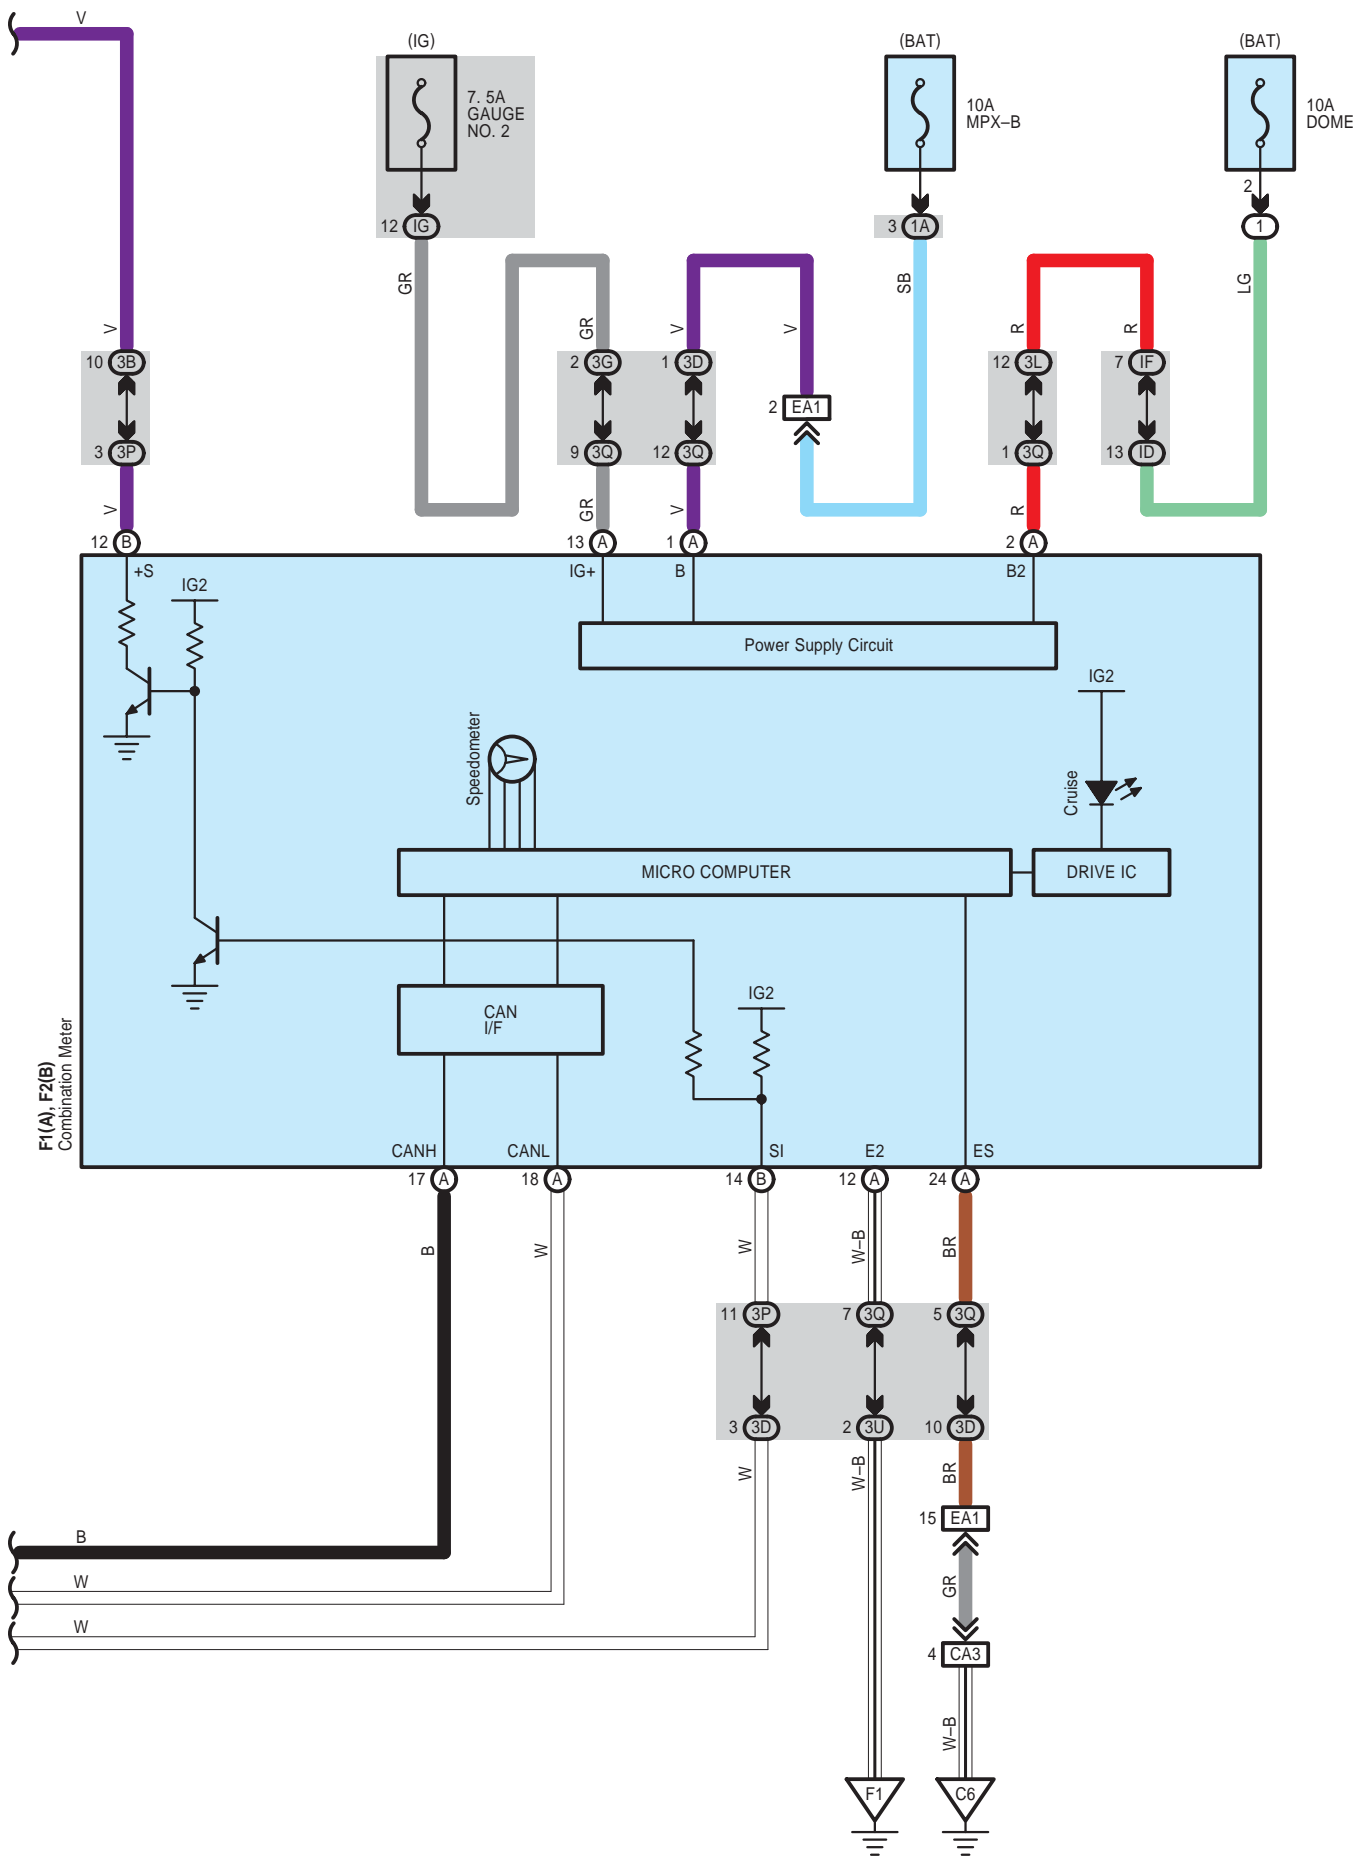 V
(IG)
(BAT)
(BAT)
7. 5A
GAUGE
NO. 2
10A
MPX–B
10A
DOME
2
12 IG
3 1A
1
GR
SB
LG
V
GR
V
V
R
R
10 3B
2 3G
1 3D
12 3L
7 IF
2 EA1
3 3P
9 3Q
12 3Q
1 3Q
13 ID
V
GR
V
R
12 B
13 A
1 A
2 A
+S
IG+
B
B2
IG2
Power Supply Circuit
IG2
Speedometer
Cruise
MICRO COMPUTER
DRIVE IC
CAN
I/F
IG2
F1(A), F2(B)
Combination Meter
CANH
CANL
SI
E2
ES
17 A
18 A
14 B
12 A
24 A
B
W
W
W–B
BR
11 3P
7 3Q
5 3Q
3 3D
2 3U
10 3D
W
W–B
BR
15 EA1
B
W
GR
W
4 CA3
W–B
F1
C6